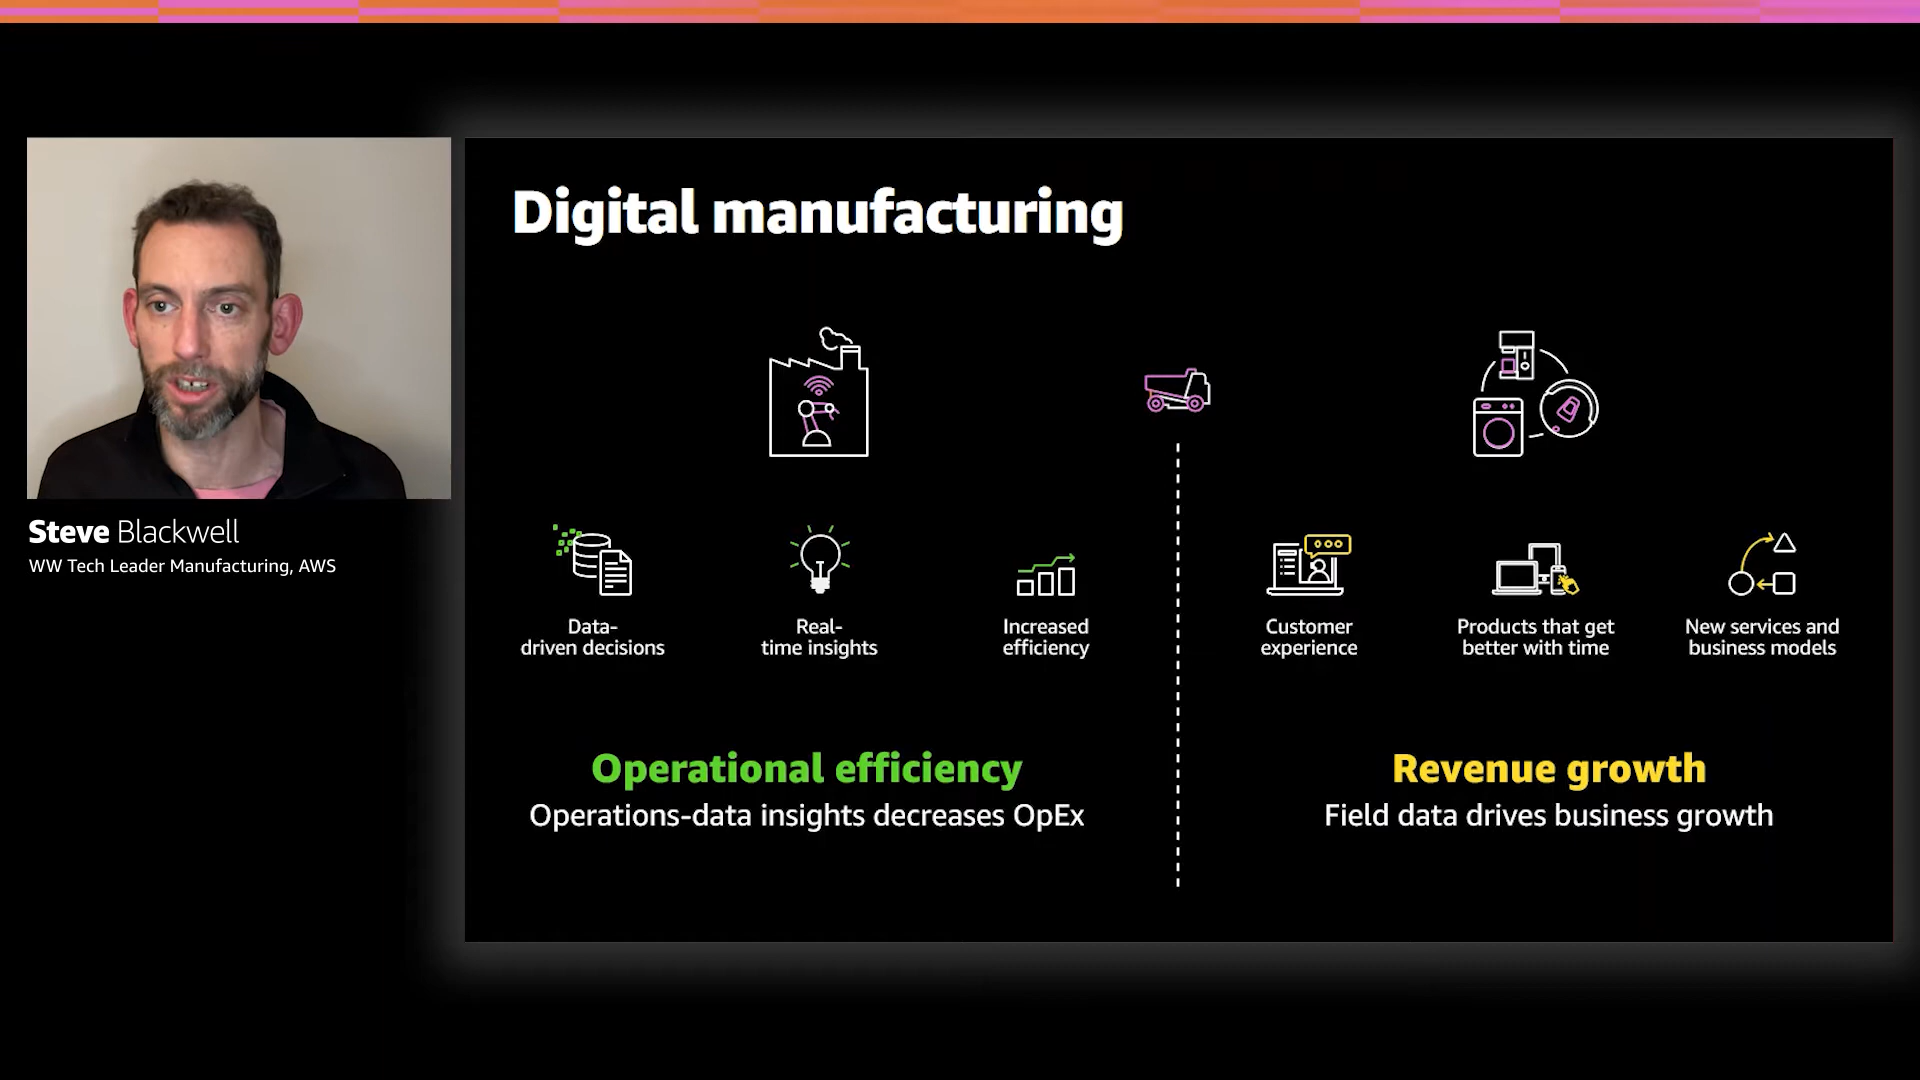 Digital manufacturing
Steve Blackwell
WW Tech Leader Manufacturing, AWS
Data-
driven decisions
Real-
time insights
Increased
efficiency
Customer
experience
Products that get
better with time
New services and
business models
Operational efficiency
Operations-data insights decreases OpEx
Revenue growth
Field data drives business growth